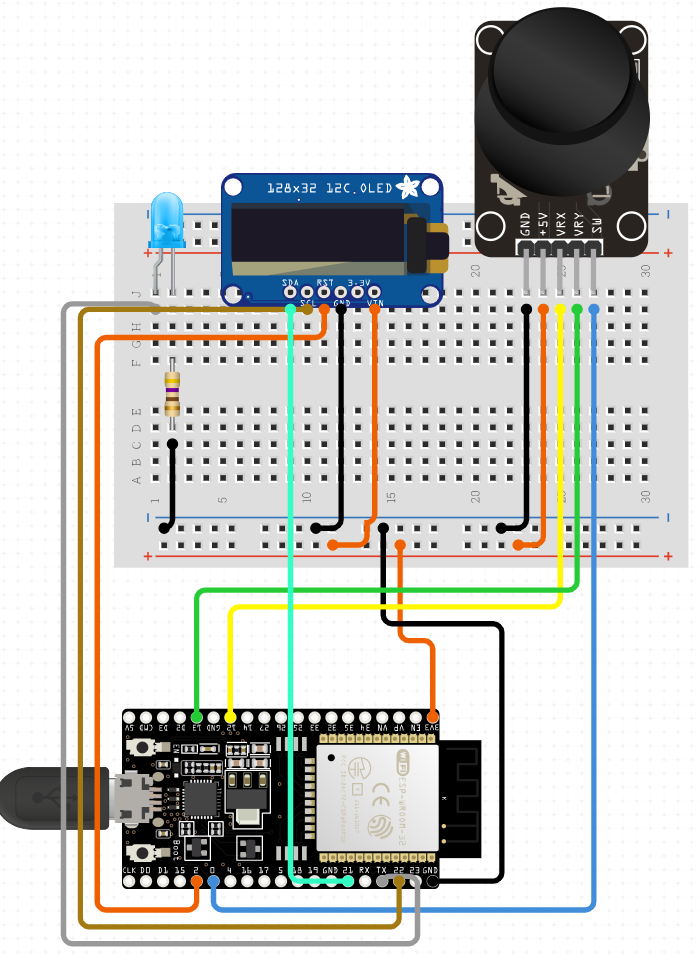 128x32 I2C OLED
SDA RST 3.3V
SCL GND VIN
GND +5V VRX VRY SW
20 30
J
H
G
F
E
D
C
B
A
1 5 10 15 20 25 30
5V CMD D3 D2 13 GND 12 14 27 26 25 33 32 35 34 VN VP EN 3V3
EN
WiFi ESP-WROOM-32
CE
Boot
CLK D0 D1 15 2 0 4 16 17 5 18 19 GND 21 RX TX 22 23 GND